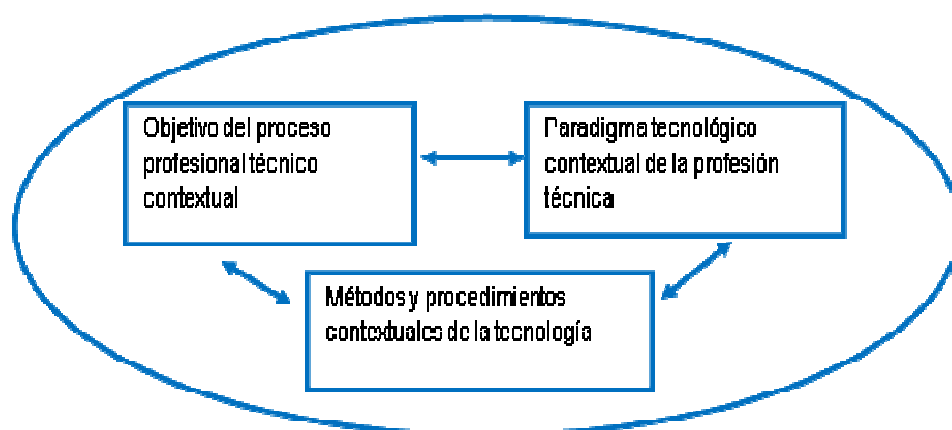 Objetivo del proceso
profesional técnico
contextual
Paradigma tecnológico
contextual de la profesión
técnica
Métodos y procedimientos
contextuales de la tecnología